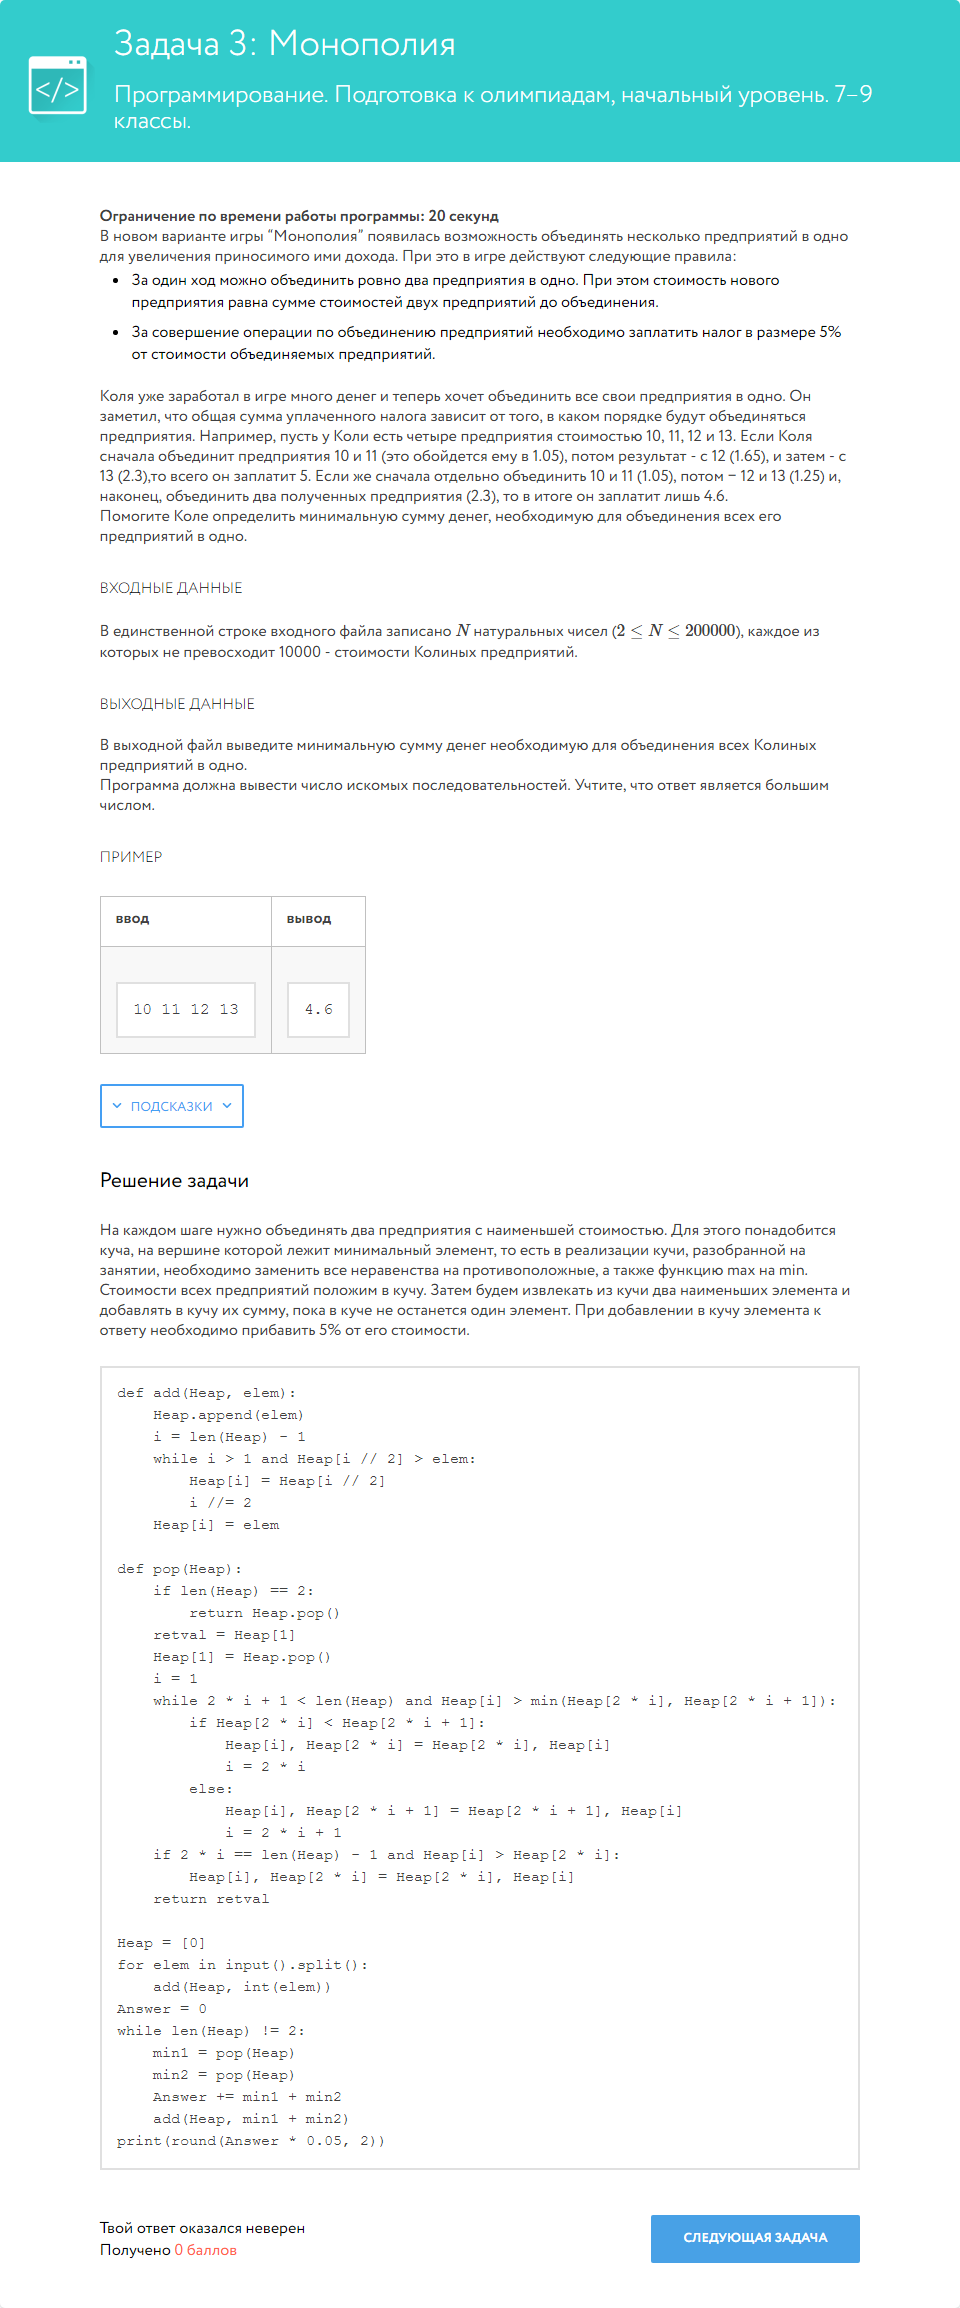 Задача 3: Монополия
</>
Программирование. Подготовка к олимпиадам, начальный уровень. 7–9
классы.
Ограничение по времени работы программы: 20 секунд
В новом варианте игры “Монополия” появилась возможность объединять несколько предприятий в одно
для увеличения приносимого ими дохода. При это в игре действуют следующие правила:
• За один ход можно объединить ровно два предприятия в одно. При этом стоимость нового
предприятия равна сумме стоимостей двух предприятий до объединения.
• За совершение операции по объединению предприятий необходимо заплатить налог в размере 5%
от стоимости объединяемых предприятий.
Коля уже заработал в игре много денег и теперь хочет объединить все свои предприятия в одно. Он
заметил, что общая сумма уплаченного налога зависит от того, в каком порядке будут объединяться
предприятия. Например, пусть у Коли есть четыре предприятия стоимостью 10, 11, 12 и 13. Если Коля
сначала объединит предприятия 10 и 11 (это обойдется ему в 1.05), потом результат - с 12 (1.65), и затем - с
13 (2.3),то всего он заплатит 5. Если же сначала отдельно объединить 10 и 11 (1.05), потом – 12 и 13 (1.25) и,
наконец, объединить два полученных предприятия (2.3), то в итоге он заплатит лишь 4.6.
Помогите Коле определить минимальную сумму денег, необходимую для объединения всех его
предприятий в одно.
ВХОДНЫЕ ДАННЫЕ
В единственной строке входного файла записано N натуральных чисел (2 ≤ N ≤ 200000), каждое из
которых не превосходит 10000 - стоимости Колиных предприятий.
ВЫХОДНЫЕ ДАННЫЕ
В выходной файл выведите минимальную сумму денег необходимую для объединения всех Колиных
предприятий в одно.
Программа должна вывести число искомых последовательностей. Учтите, что ответ является большим
числом.
ПРИМЕР
ввод вывод
10 11 12 13 4.6
ПОДСКАЗКИ
Решение задачи
На каждом шаге нужно объединять два предприятия с наименьшей стоимостью. Для этого понадобится
куча, на вершине которой лежит минимальный элемент, то есть в реализации кучи, разобранной на
занятии, необходимо заменить все неравенства на противоположные, а также функцию max на min.
Стоимости всех предприятий положим в кучу. Затем будем извлекать из кучи два наименьших элемента и
добавлять в кучу их сумму, пока в куче не останется один элемент. При добавлении в кучу элемента к
ответу необходимо прибавить 5% от его стоимости.
def add(Heap, elem):
    Heap.append(elem)
    i = len(Heap) - 1
    while i > 1 and Heap[i // 2] > elem:
        Heap[i] = Heap[i // 2]
        i //= 2
    Heap[i] = elem
def pop(Heap):
    if len(Heap) == 2:
        return Heap.pop()
    retval = Heap[1]
    Heap[1] = Heap.pop()
    i = 1
    while 2 * i + 1 < len(Heap) and Heap[i] > min(Heap[2 * i], Heap[2 * i + 1]):
        if Heap[2 * i] < Heap[2 * i + 1]:
            Heap[i], Heap[2 * i] = Heap[2 * i], Heap[i]
            i = 2 * i
        else:
            Heap[i], Heap[2 * i + 1] = Heap[2 * i + 1], Heap[i]
            i = 2 * i + 1
    if 2 * i == len(Heap) - 1 and Heap[i] > Heap[2 * i]:
        Heap[i], Heap[2 * i] = Heap[2 * i], Heap[i]
    return retval
Heap = [0]
for elem in input().split():
    add(Heap, int(elem))
Answer = 0
while len(Heap) != 2:
    min1 = pop(Heap)
    min2 = pop(Heap)
    Answer += min1 + min2
    add(Heap, min1 + min2)
print(round(Answer * 0.05, 2))
Твой ответ оказался неверен
Получено 0 баллов
СЛЕДУЮЩАЯ ЗАДАЧА